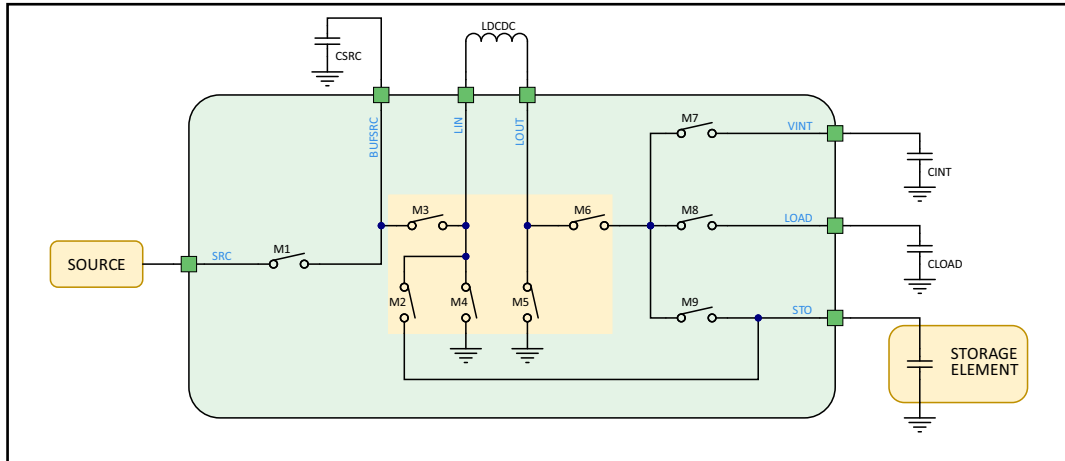 LDCDC
CSRC
BUFSRC
LIN
LOUT
M7
VINT
CINT
M3
M6
M8
LOAD
SOURCE
SRC
M1
CLOAD
M2
M4
M5
M9
STO
STORAGE
ELEMENT